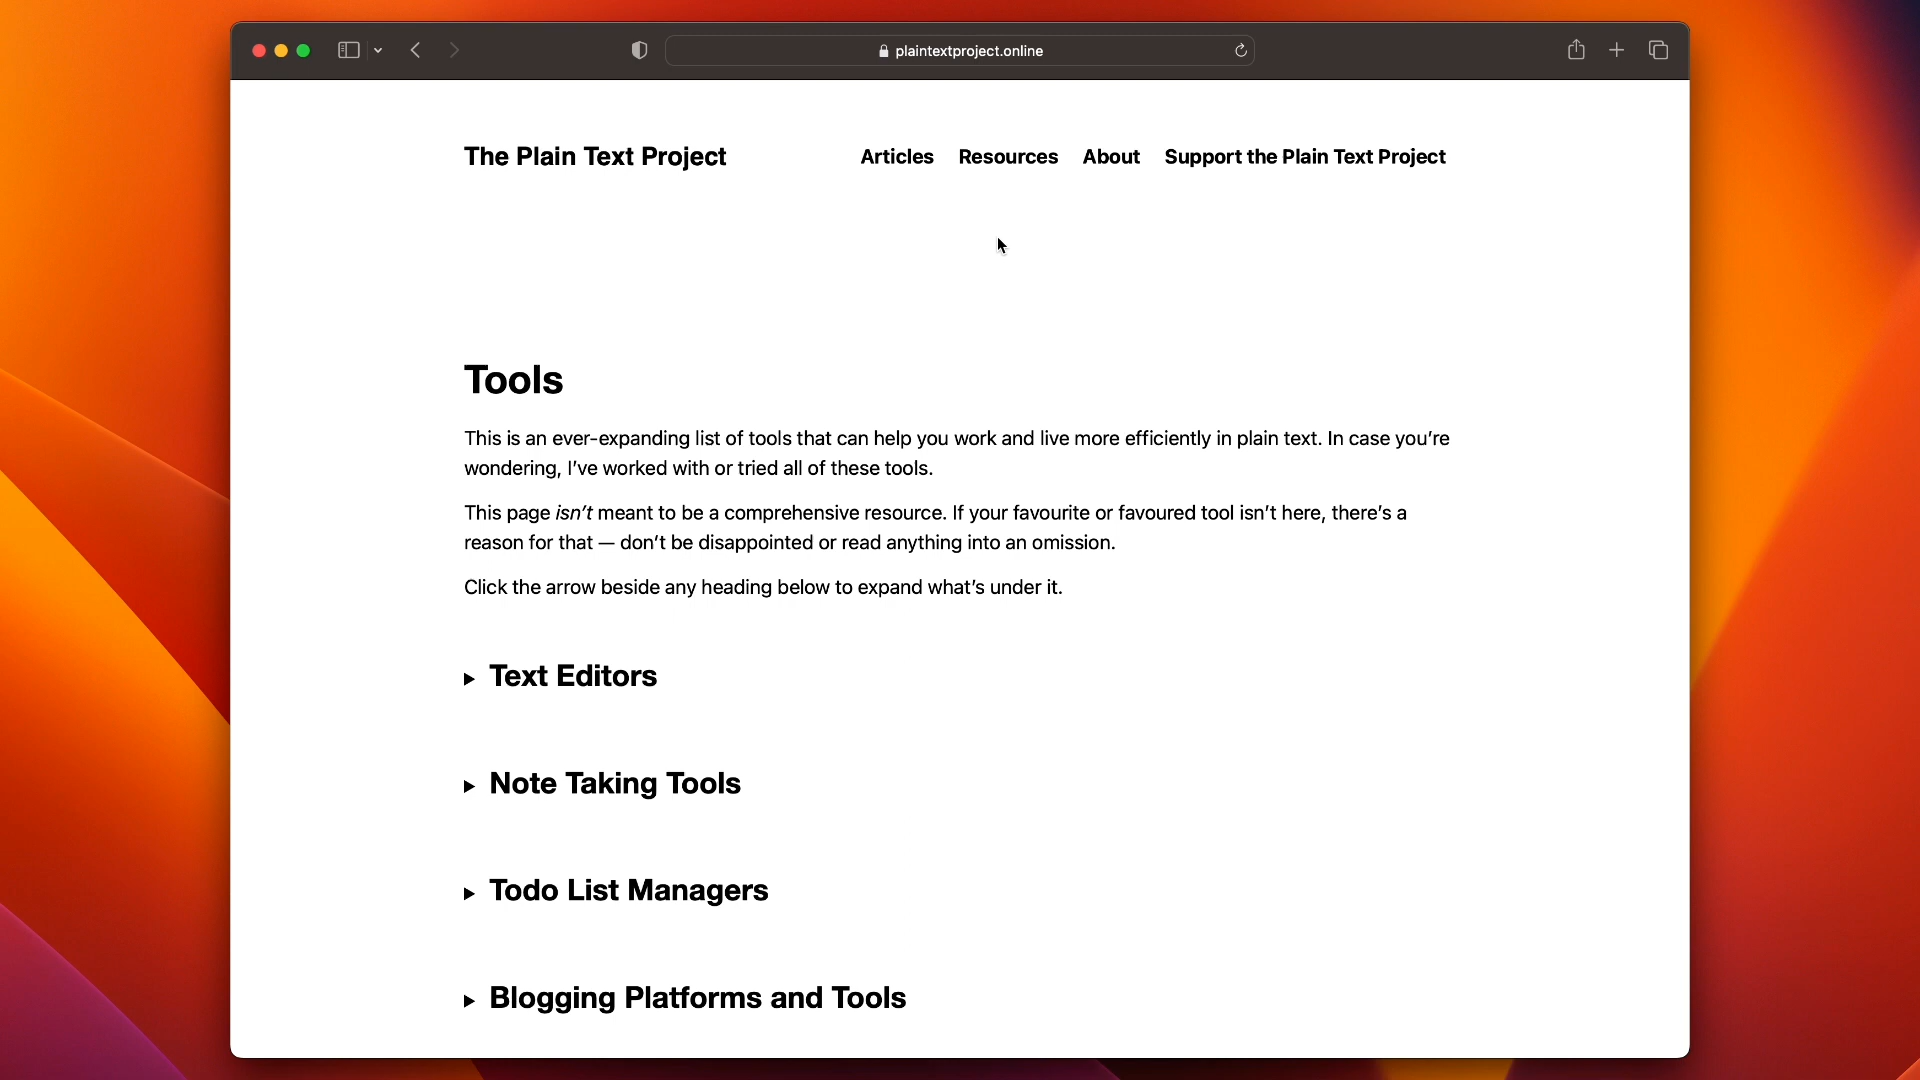 plaintextproject.online
The Plain Text Project
Articles Resources About Support the Plain Text Project
Tools
This is an ever-expanding list of tools that can help you work and live more efficiently in plain text. In case you’re
wondering, I’ve worked with or tried all of these tools.
This page isn’t meant to be a comprehensive resource. If your favourite or favoured tool isn’t here, there’s a
reason for that — don’t be disappointed or read anything into an omission.
Click the arrow beside any heading below to expand what’s under it.
Text Editors
Note Taking Tools
Todo List Managers
Blogging Platforms and Tools